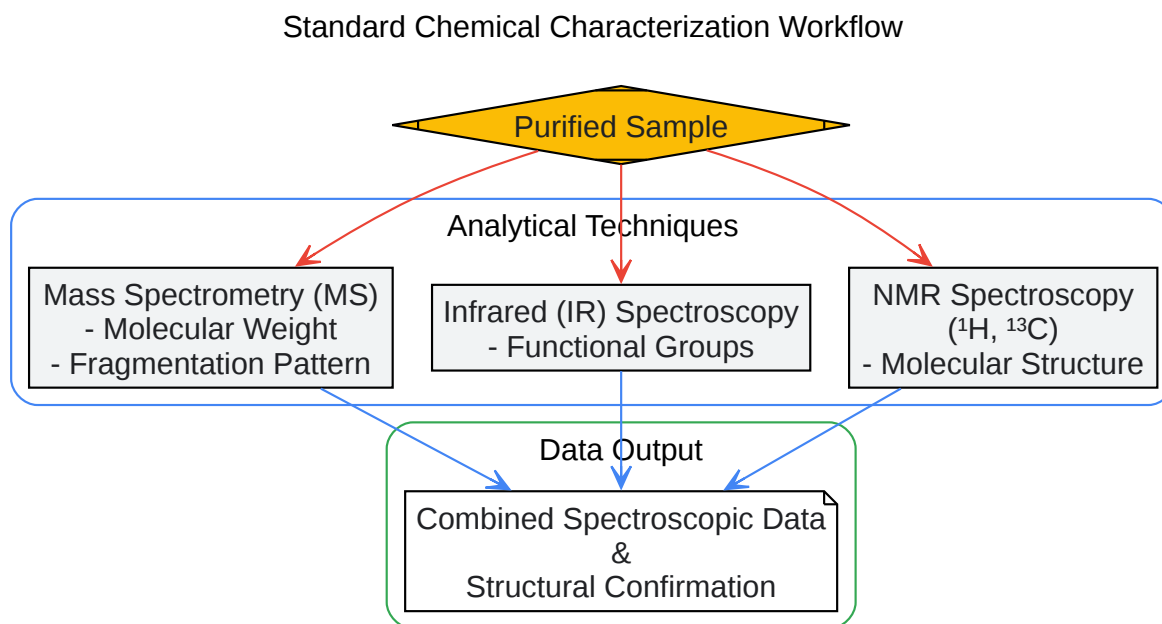 Standard Chemical Characterization Workflow
Purified Sample
Analytical Techniques
Mass Spectrometry (MS)
- Molecular Weight
- Fragmentation Pattern
Infrared (IR) Spectroscopy
- Functional Groups
NMR Spectroscopy
(¹H, ¹³C)
- Molecular Structure
Data Output
Combined Spectroscopic Data
&
Structural Confirmation